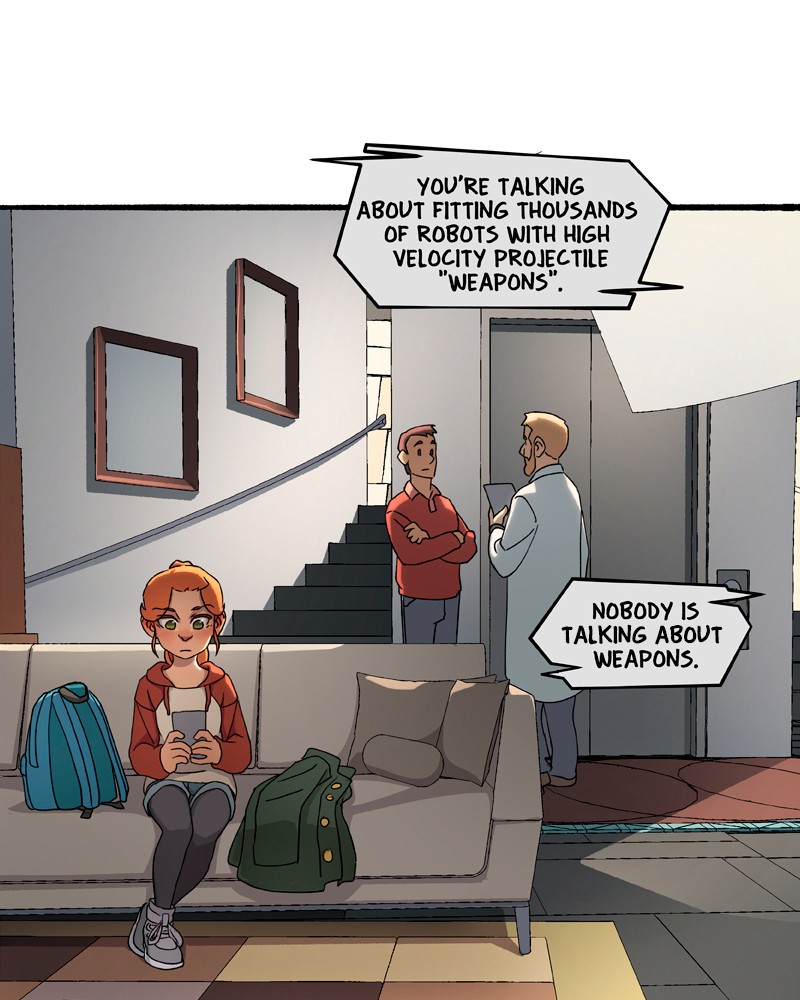 YOU'RE TALKING
ABOUT FITTING THOUSANDS
OF ROBOTS WITH HIGH
VELOCITY PROJECTILE
"WEAPONS".
NOBODY IS
TALKING ABOUT
WEAPONS.